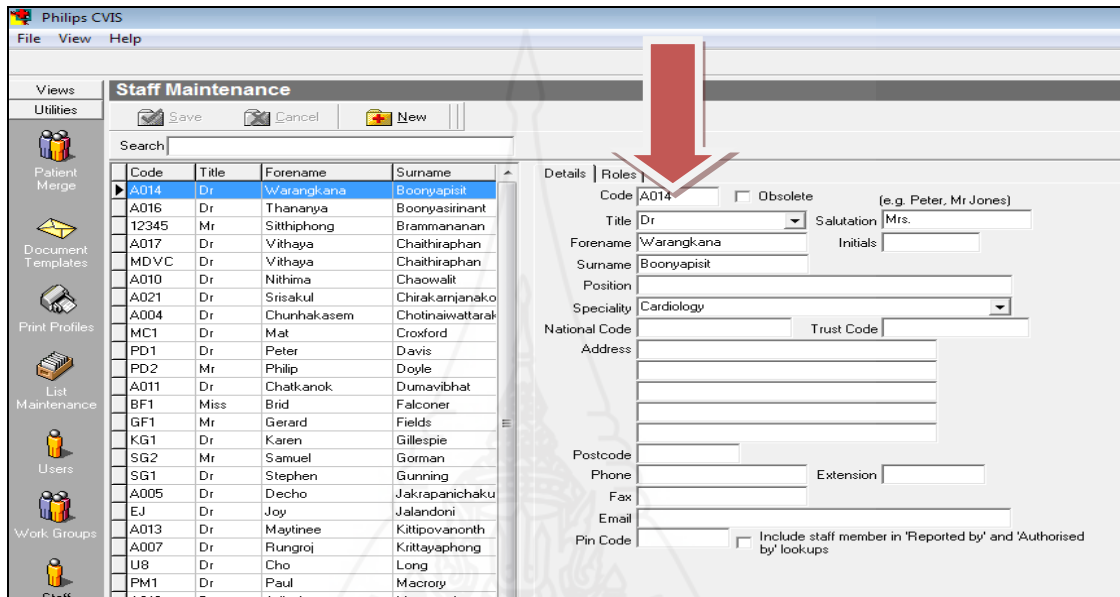 Philips CVIS
File View Help
Views
Utilities
Patient Merge
Document Templates
Print Profiles
List Maintenance
Users
Work Groups
Staff
Staff Maintenance
Save Cancel New
Search
Code Title Forename Surname
A014 Dr Warangkana Boonyapisit
A016 Dr Thananya Boonyasirinant
12345 Mr Sitthiphong Brammananan
A017 Dr Vithaya Chaithiraphan
MDVC Dr Vithaya Chaithiraphan
A010 Dr Nithima Chaowalit
A021 Dr Srisakul Chirakarnjanako
A004 Dr Chunhakasem Chotinaiwattarak
MC1 Dr Mat Croxford
PD1 Dr Peter Davis
PD2 Mr Philip Doyle
A011 Dr Chatkanok Dumavibhat
BF1 Miss Brid Falconer
GF1 Mr Gerard Fields
KG1 Dr Karen Gillespie
SG2 Mr Samuel Gorman
SG1 Dr Stephen Gunning
A005 Dr Decho Jakrapanichaku
EJ Dr Joy Jalandoni
A013 Dr Maytinee Kittipovanonth
A007 Dr Rungroj Krittayaphong
U8 Dr Cho Long
PM1 Dr Paul Macrory
Details Roles
Code A014 Obsolete (e.g. Peter, Mr Jones)
Title Dr Salutation Mrs.
Forename Warangkana Initials
Surname Boonyapisit
Position
Speciality Cardiology
National Code Trust Code
Address
Postcode
Phone Extension
Fax
Email
Pin Code Include staff member in 'Reported by' and 'Authorised
by' lookups